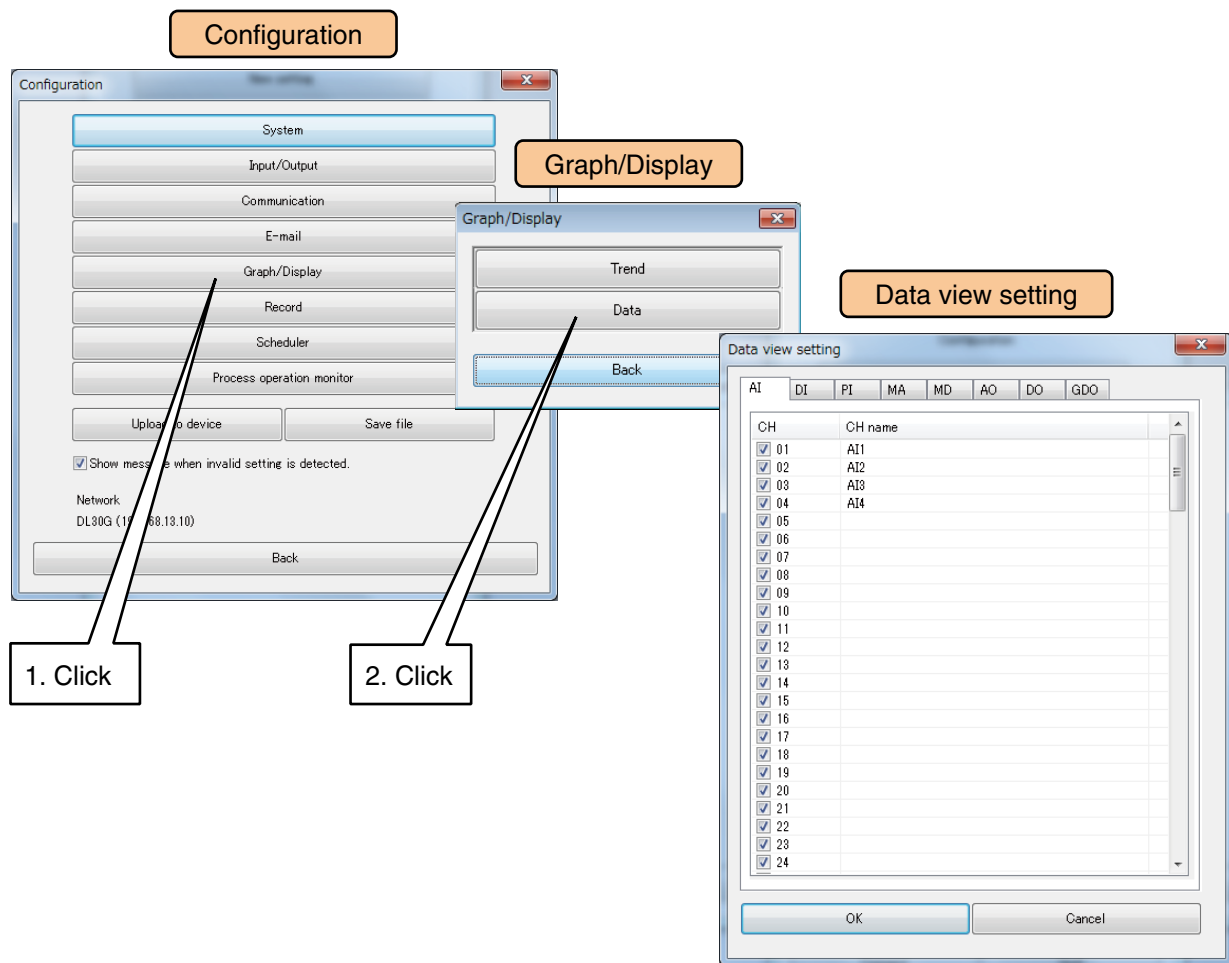 Configuration
Configuration
System
Input/Output
Communication
E-mail
Graph/Display
Record
Scheduler
Process operation monitor
Upload to device Save file
Show message when invalid setting is detected.
Network
DL30G (192.168.13.10)
Back
1. Click
Graph/Display
Graph/Display
Trend
Data
Back
2. Click
Data view setting
Data view setting
AI DI PI MA MD AO DO GDO
CH CH name
01 AI1
02 AI2
03 AI3
04 AI4
05
06
07
08
09
10
11
12
13
14
15
16
17
18
19
20
21
22
23
24
OK Cancel